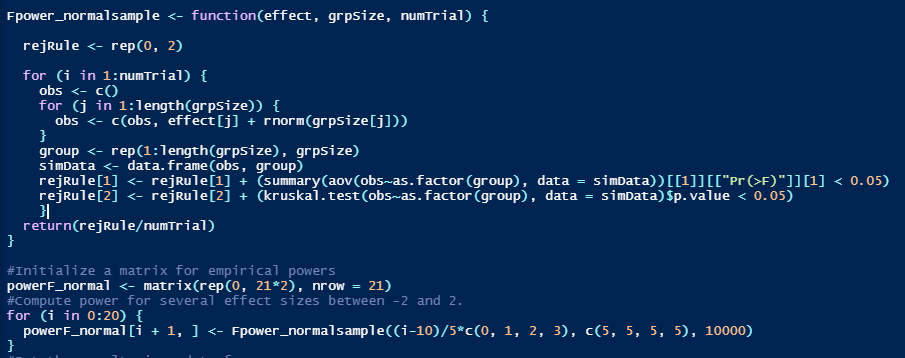 Fpower_normalsample <- function(effect, grpSize, numTrial) {
rejRule <- rep(0, 2)
for (i in 1:numTrial) {
obs <- c()
for (j in 1:length(grpSize)) {
obs <- c(obs, effect[j] + rnorm(grpSize[j]))
}
group <- rep(1:length(grpSize), grpSize)
simData <- data.frame(obs, group)
rejRule[1] <- rejRule[1] + (summary(aov(obs~as.factor(group), data = simData))[[1]][["Pr(>F)"]][1] < 0.05)
rejRule[2] <- rejRule[2] + (kruskal.test(obs~as.factor(group), data = simData)$p.value < 0.05)
}
return(rejRule/numTrial)
}
#Initialize a matrix for empirical powers
powerF_normal <- matrix(rep(0, 21*2), nrow = 21)
#Compute power for several effect sizes between -2 and 2.
for (i in 0:20) {
powerF_normal[i + 1, ] <- Fpower_normalsample((i-10)/5*c(0, 1, 2, 3), c(5, 5, 5, 5), 10000)
}